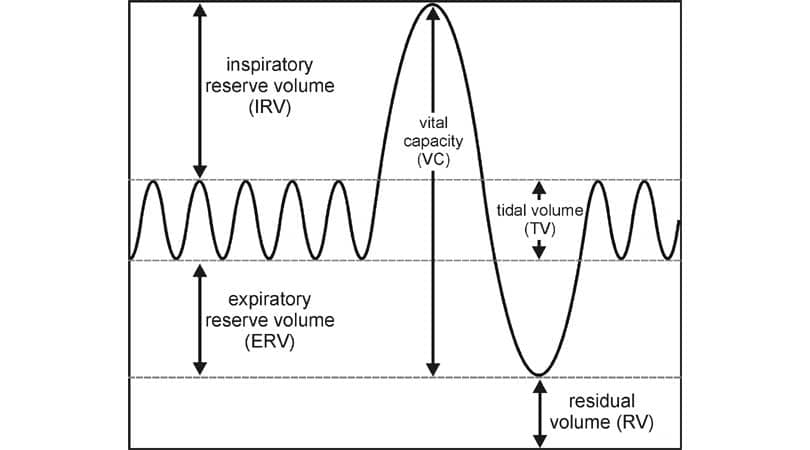 inspiratory
reserve volume
(IRV)
vital
capacity
(VC)
tidal volume
(TV)
expiratory
reserve volume
(ERV)
residual
volume (RV)